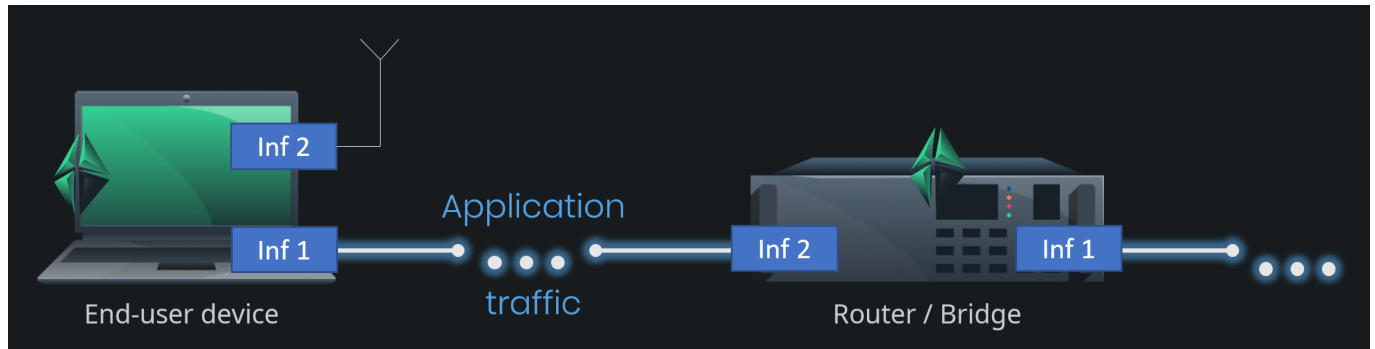 Inf 2
Application
Inf 1
Inf 2
Inf 1
traffic
End-user device
Router / Bridge